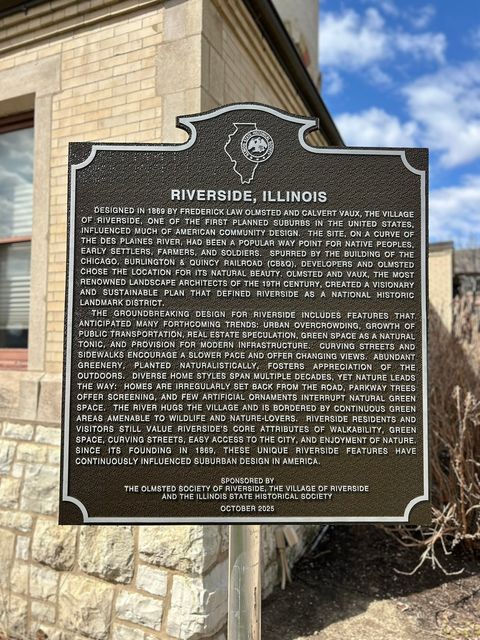 RIVERSIDE, ILLINOIS
DESIGNED IN 1869 BY FREDERICK LAW OLMSTED AND CALVERT VAUX, THE VILLAGE
OF RIVERSIDE, ONE OF THE FIRST PLANNED SUBURBS IN THE UNITED STATES,
INFLUENCED MUCH OF AMERICAN COMMUNITY DESIGN. THE SITE, ON A CURVE OF
THE DES PLAINES RIVER, HAD BEEN A POPULAR WAY POINT FOR NATIVE PEOPLES,
EARLY SETTLERS, FARMERS, AND SOLDIERS. SPURRED BY THE BUILDING OF THE
CHICAGO, BURLINGTON & QUINCY RAILROAD (CB&Q), DEVELOPERS AND OLMSTED
CHOSE THE LOCATION FOR ITS NATURAL BEAUTY. OLMSTED AND VAUX, THE MOST
RENOWNED LANDSCAPE ARCHITECTS OF THE 19TH CENTURY, CREATED A VISIONARY
AND SUSTAINABLE PLAN THAT DEFINED RIVERSIDE AS A NATIONAL HISTORIC
LANDMARK DISTRICT.
THE GROUNDBREAKING DESIGN FOR RIVERSIDE INCLUDES FEATURES THAT
ANTICIPATED MANY FORTHCOMING TRENDS: URBAN OVERCROWDING, GROWTH OF
PUBLIC TRANSPORTATION, REAL ESTATE SPECULATION, GREEN SPACE AS A NATURAL
TONIC, AND PROVISION FOR MODERN INFRASTRUCTURE. CURVING STREETS AND
SIDEWALKS ENCOURAGE A SLOWER PACE AND OFFER CHANGING VIEWS. ABUNDANT
GREENERY, PLANTED NATURALISTICALLY, FOSTERS APPRECIATION OF THE
OUTDOORS. DIVERSE HOME STYLES SPAN MULTIPLE DECADES, YET NATURE LEADS
THE WAY: HOMES ARE IRREGULARLY SET BACK FROM THE ROAD, PARKWAY TREES
OFFER SCREENING, AND FEW ARTIFICIAL ORNAMENTS INTERRUPT NATURAL GREEN
SPACE. THE RIVER HUGS THE VILLAGE AND IS BORDERED BY CONTINUOUS GREEN
AREAS AMENABLE TO WILDLIFE AND NATURE-LOVERS. RIVERSIDE RESIDENTS AND
VISITORS STILL VALUE RIVERSIDE'S CORE ATTRIBUTES OF WALKABILITY, GREEN
SPACE, CURVING STREETS, EASY ACCESS TO THE CITY, AND ENJOYMENT OF NATURE.
SINCE ITS FOUNDING IN 1869, THESE UNIQUE RIVERSIDE FEATURES HAVE
CONTINUOUSLY INFLUENCED SUBURBAN DESIGN IN AMERICA.
SPONSORED BY
THE OLMSTED SOCIETY OF RIVERSIDE, THE VILLAGE OF RIVERSIDE
AND THE ILLINOIS STATE HISTORICAL SOCIETY
OCTOBER 2025